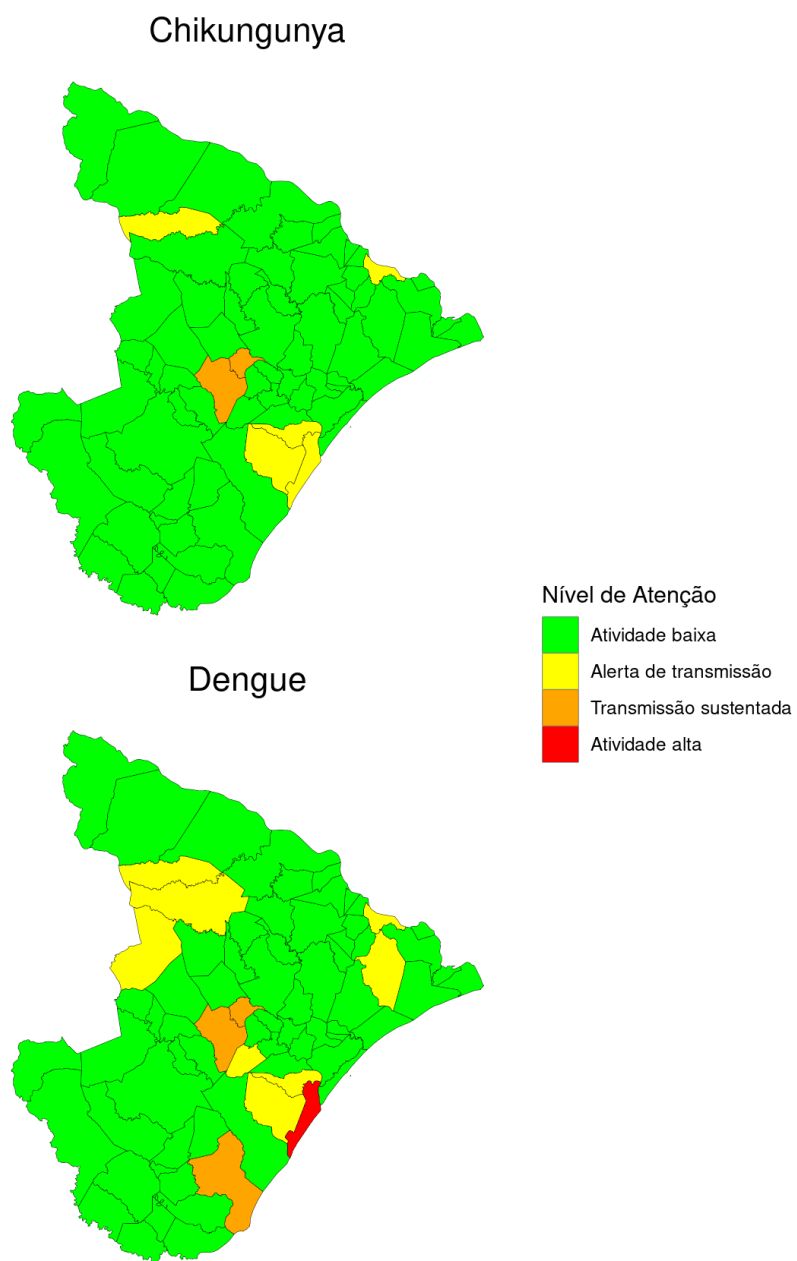 Chikungunya
Nível de Atenção
Atividade baixa
Alerta de transmissão
Transmissão sustentada
Atividade alta
Dengue